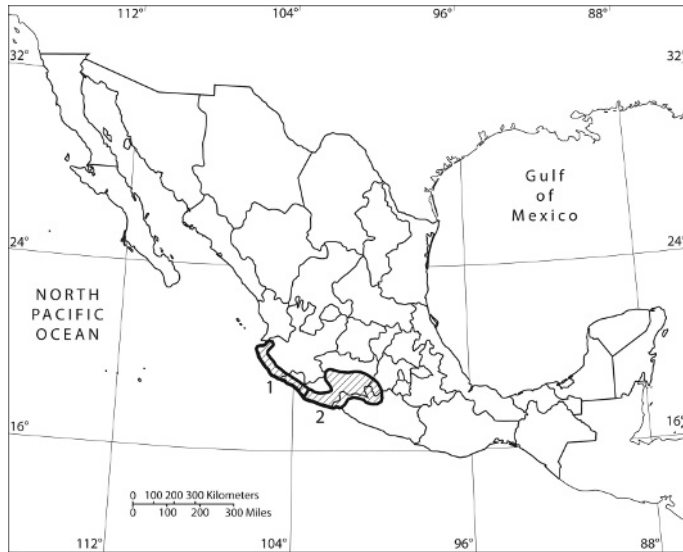 112° 104° 96° 88°
32° 32°
Gulf
of
Mexico
24° 24°
NORTH
PACIFIC
OCEAN
1
2
16° 16°
0 100 200 300 Kilometers
0 100 200 300 Miles
112° 104° 96° 88°